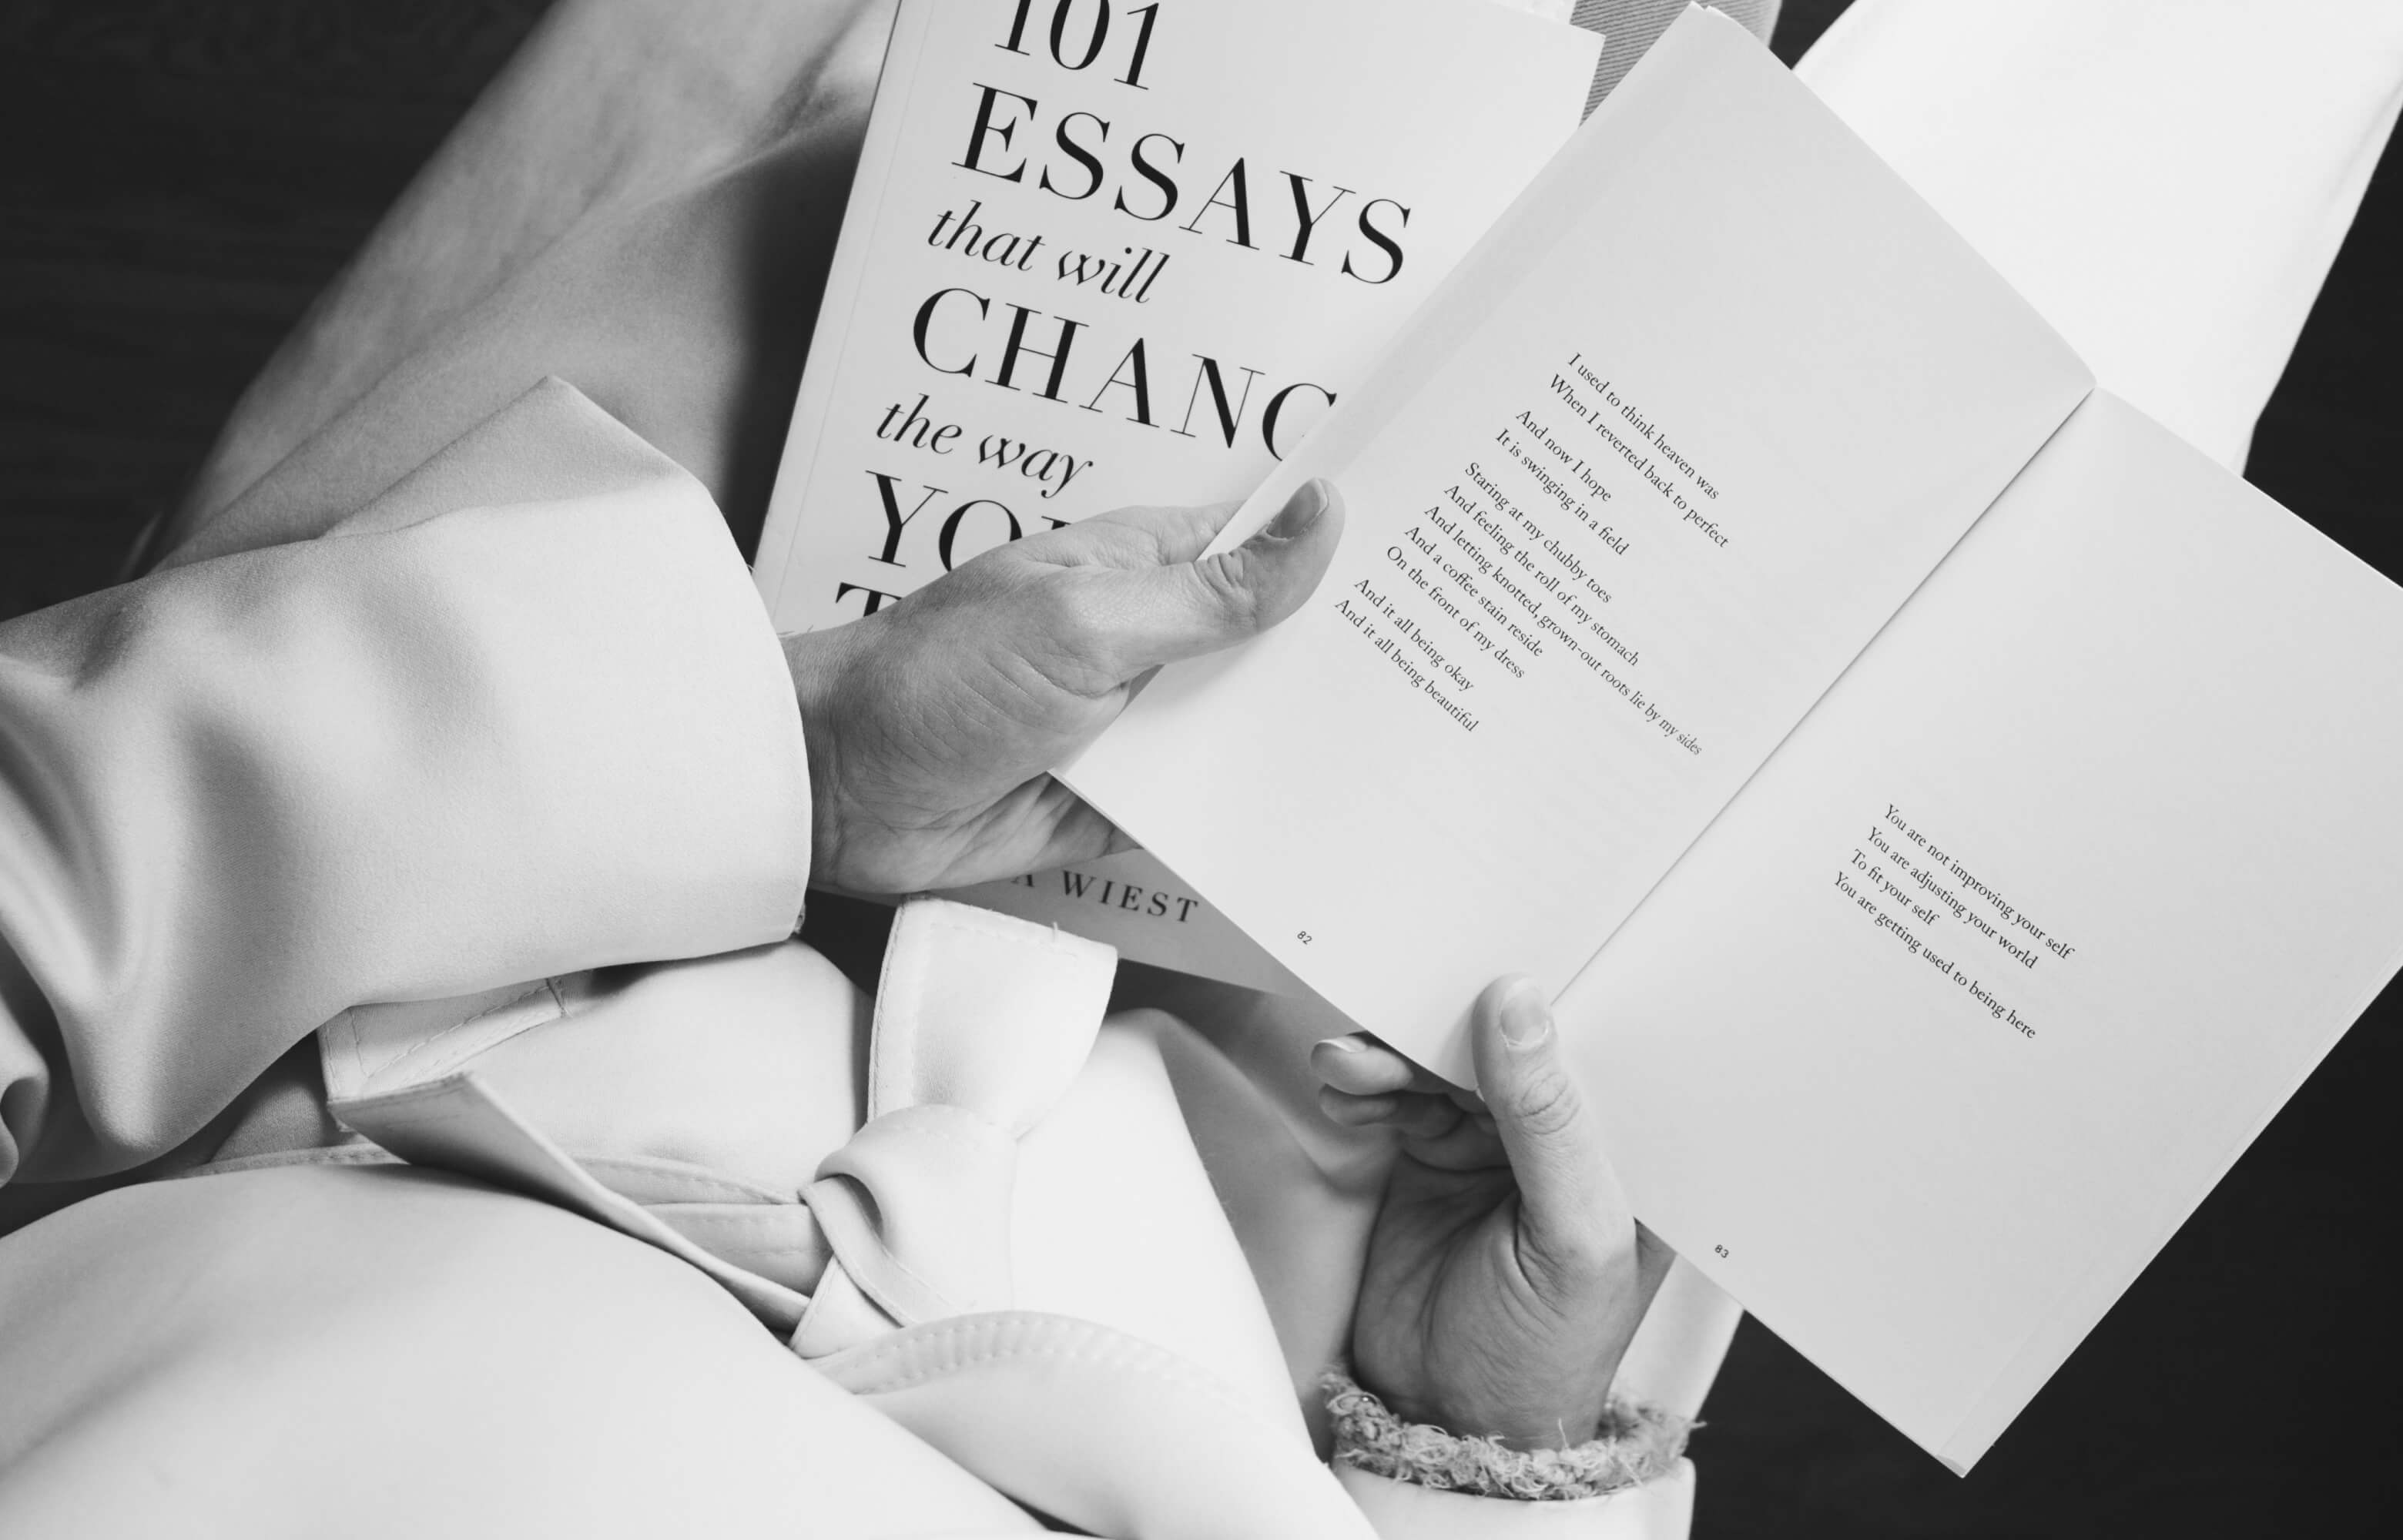 101
ESSAYS
that will
CHANG
the way
YOU
T
A WIEST
I used to think heaven was
When I reverted back to perfect
And now I hope
It is swinging in a field
Staring at my chubby toes
And feeling the roll of my stomach
And letting knotted, grown-out roots lie by my sides
And a coffee stain reside
On the front of my dress
And it all being okay
And it all being beautiful
82
You are not improving your self
You are adjusting your world
To fit your self
You are getting used to being here
83